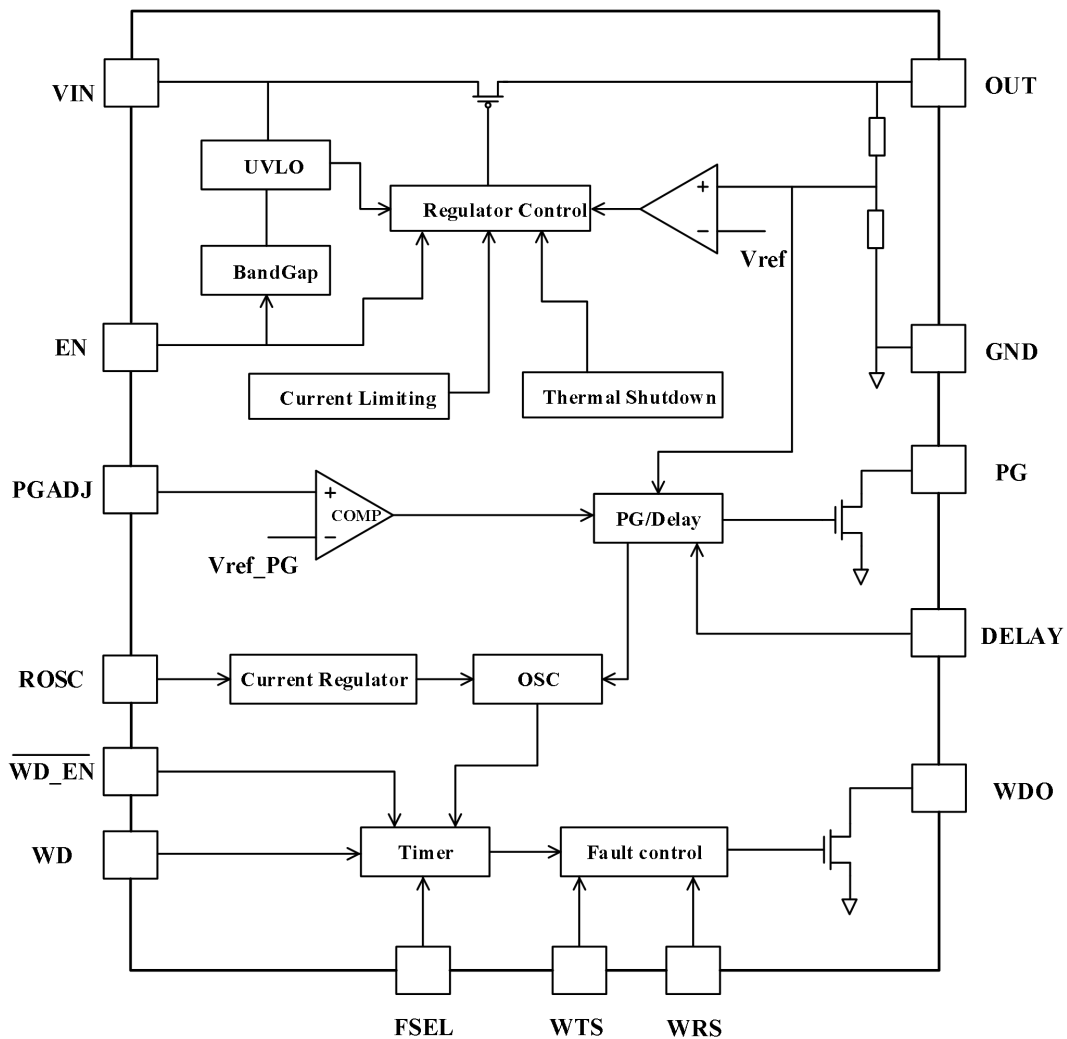 VIN
OUT
UVLO
+
Regulator Control
−
Vref
BandGap
EN
GND
Current Limiting
Thermal Shutdown
PG
PGADJ
+
COMP
−
PG/Delay
Vref_PG
DELAY
ROSC
Current Regulator
OSC
WD_EN
WDO
WD
Timer
Fault control
FSEL
WTS
WRS